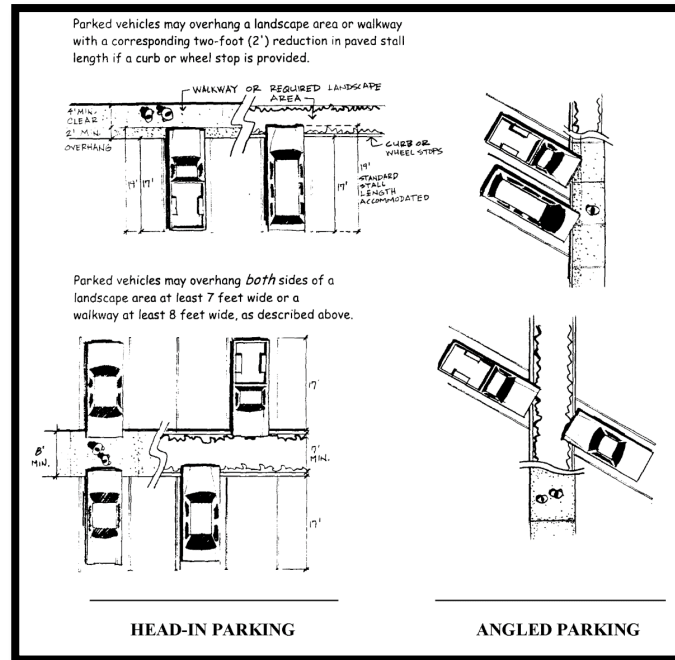 Parked vehicles may overhang a landscape area or walkway
with a corresponding two-foot (2') reduction in paved stall
length if a curb or wheel stop is provided.
WALKWAY OR REQUIRED LANDSCAPE
AREA
4' MIN.
CLEAR
2' MIN.
OVERHANG
CURB OR
WHEEL STOPS
19'
17'
17'
19'
STANDARD
STALL
LENGTH
ACCOMMODATED
Parked vehicles may overhang both sides of a
landscape area at least 7 feet wide or a
walkway at least 8 feet wide, as described above.
17'
8'
MIN.
7'
MIN.
17'
HEAD-IN PARKING
ANGLED PARKING